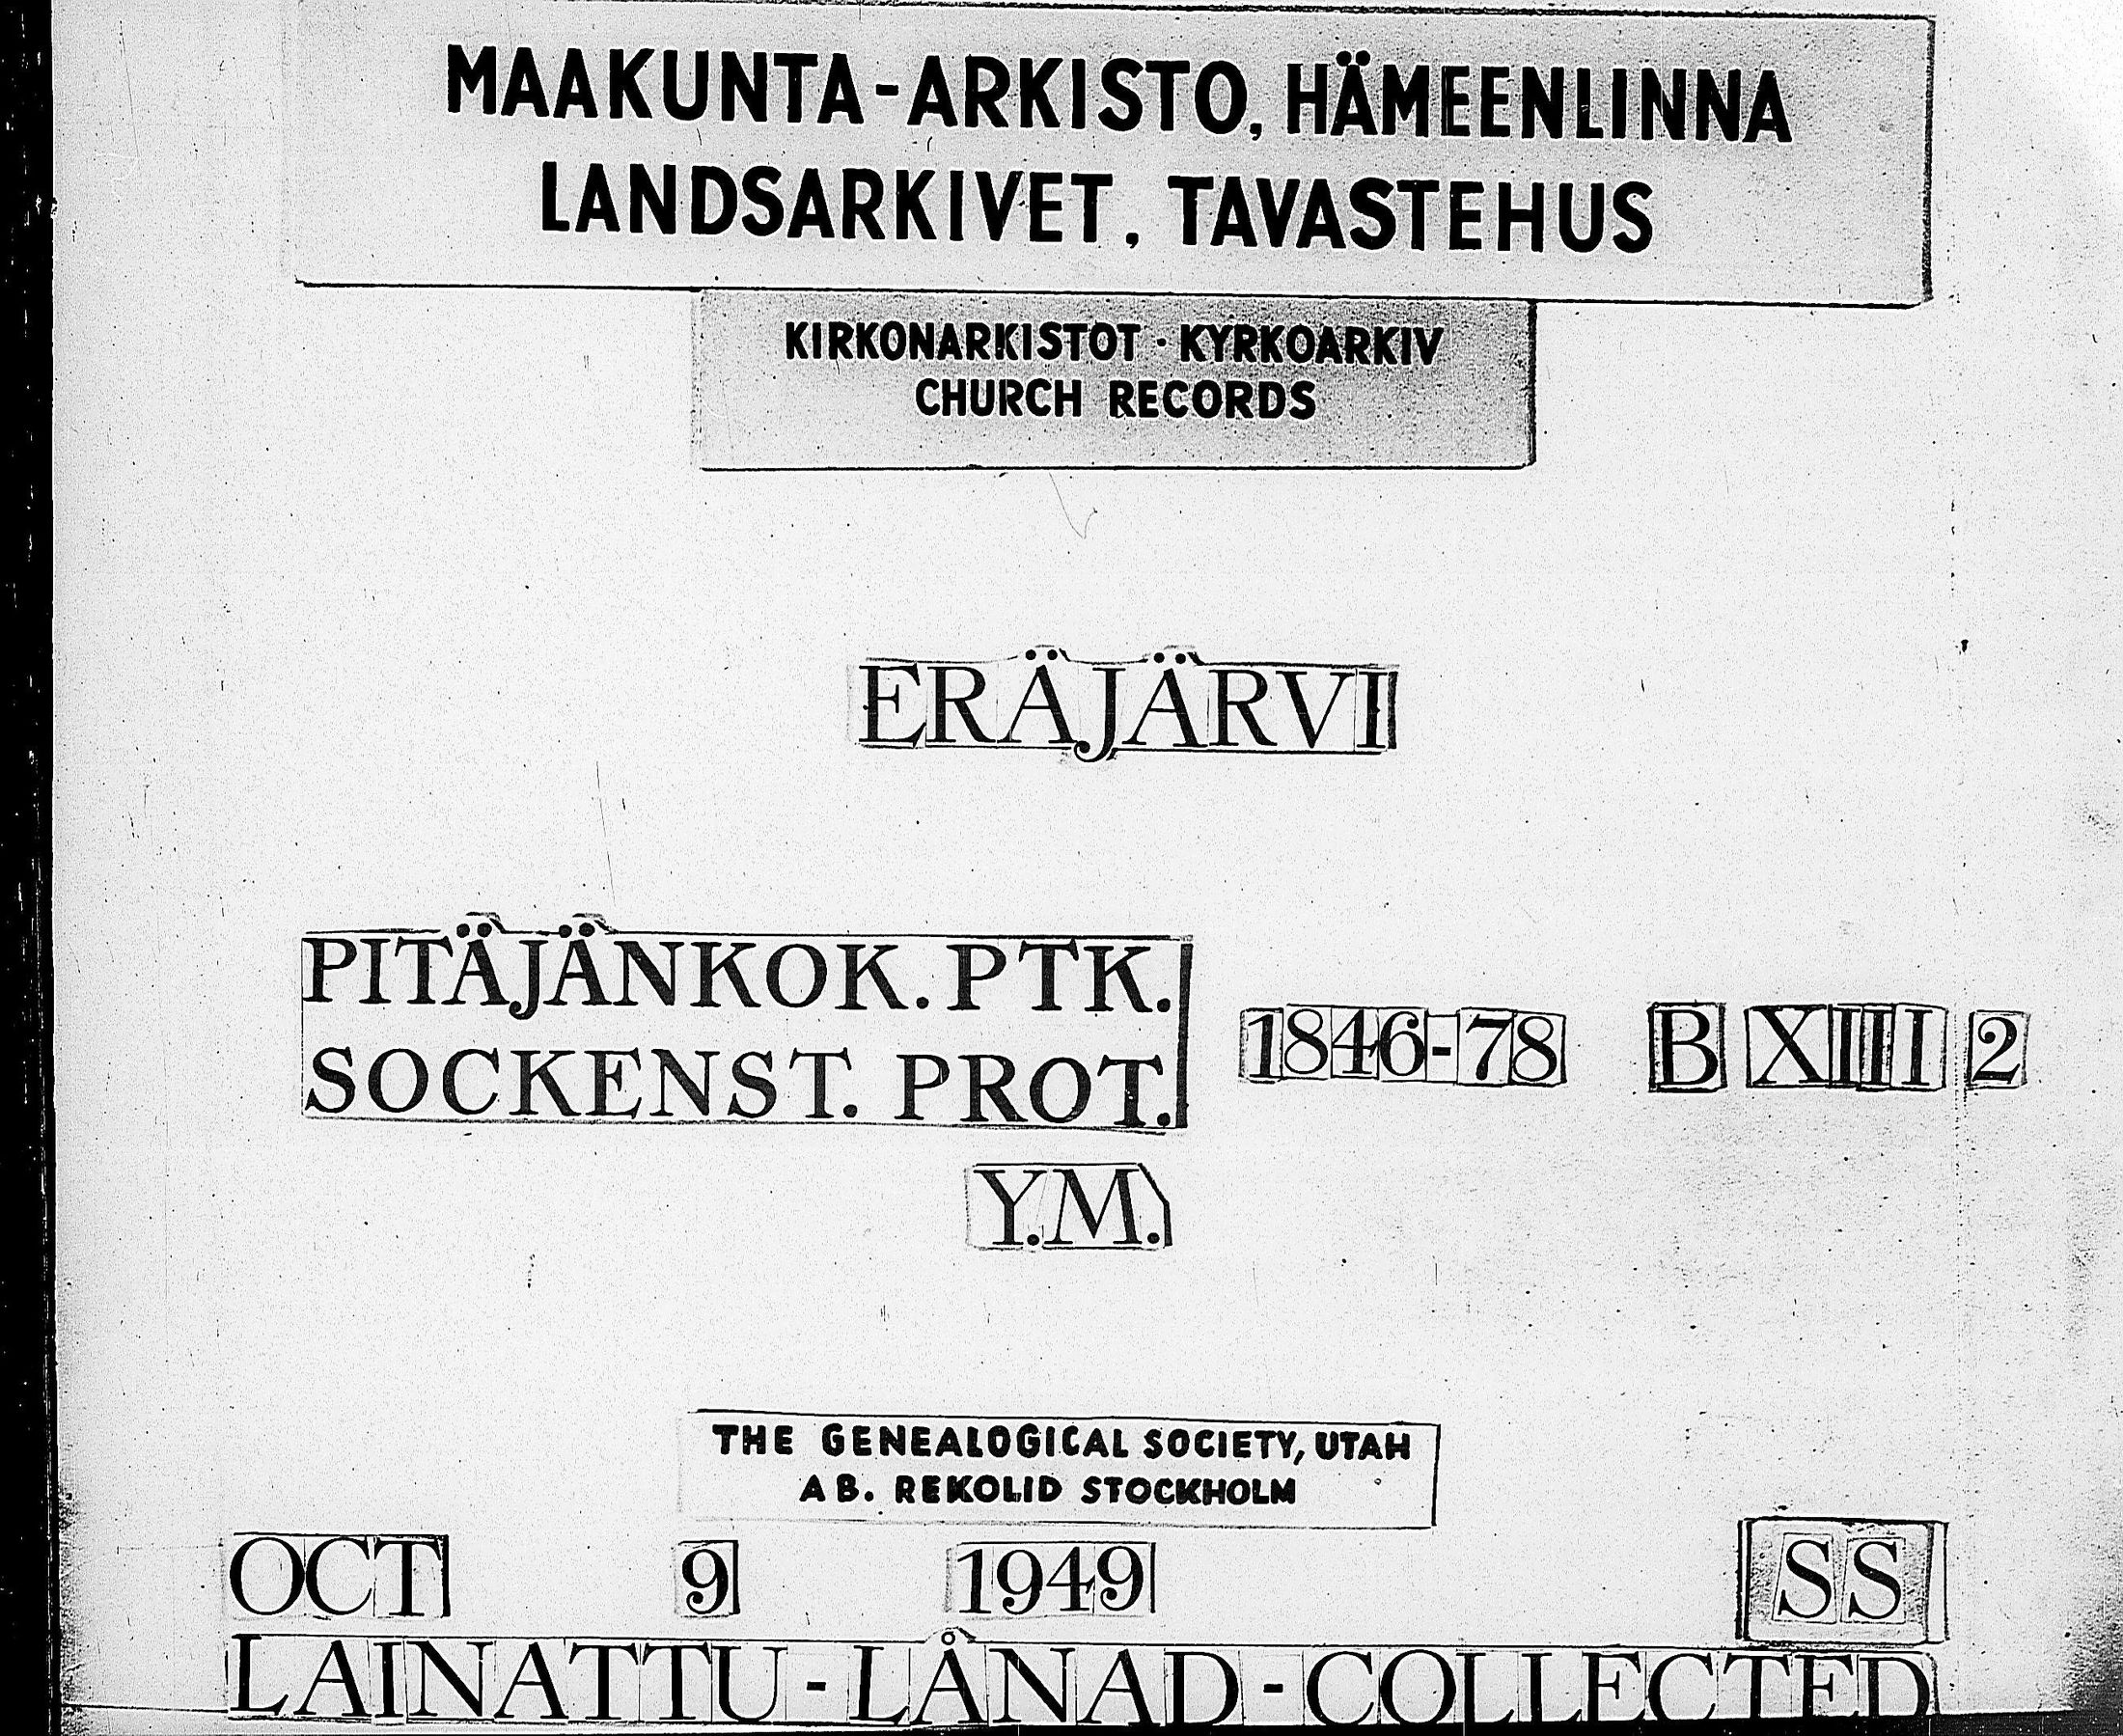 MAAKUNTA-ARKISTO, HÄMEENLINNA
LANDSARKIVET, TAVASTEHUS
KIRKONARKISTOT · KYRKOARKIV
CHURCH RECORDS
ERÄJÄRVI
PITÄJÄNKOK. PTK.
SOCKENST. PROT.
1846-78 B XIII 2
Y.M.
THE GENEALOGICAL SOCIETY, UTAH
AB. REKOLID STOCKHOLM
OCT 9 1949 SS
LAINATTU-LÅNAD-COLLECTED